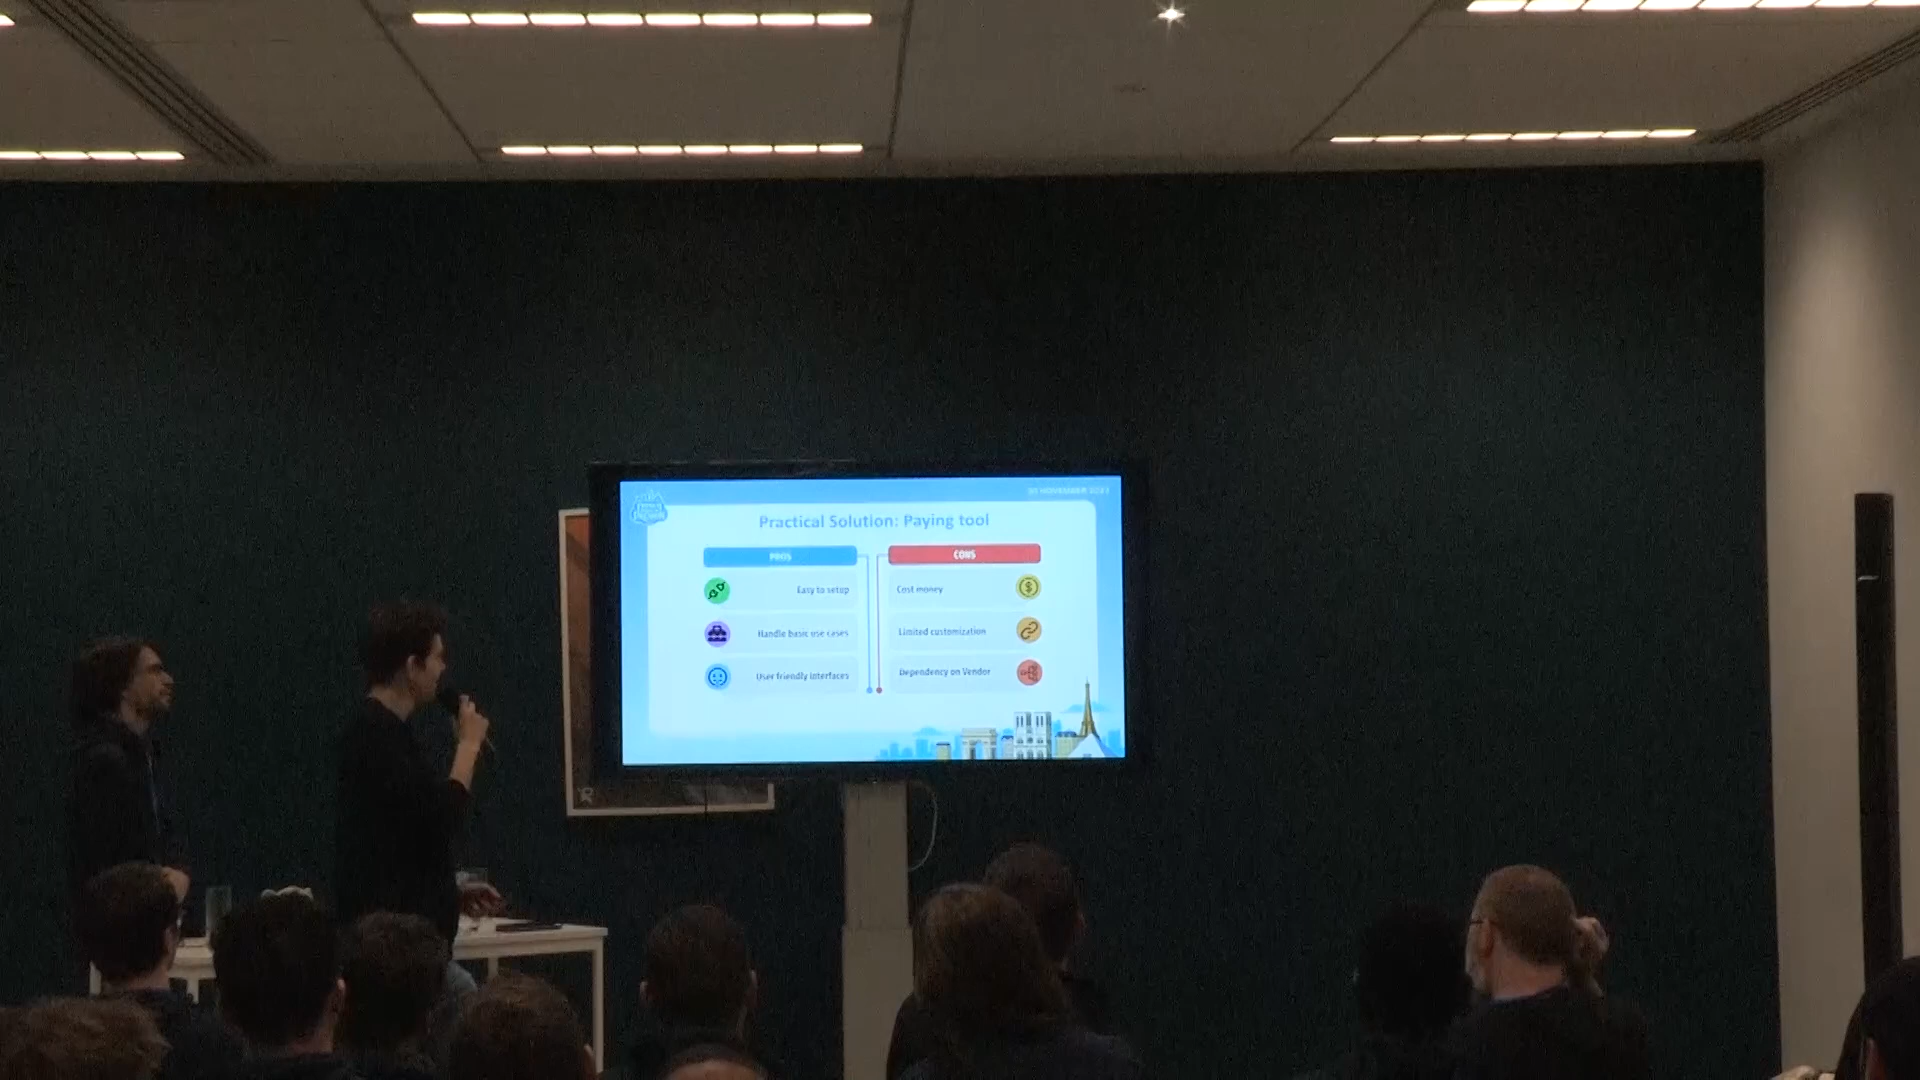 Practical Solution: Paying tool
PROS
CONS
Easy to setup
Cost money
Handle basic use cases
Limited customization
User friendly interfaces
Dependency on Vendor